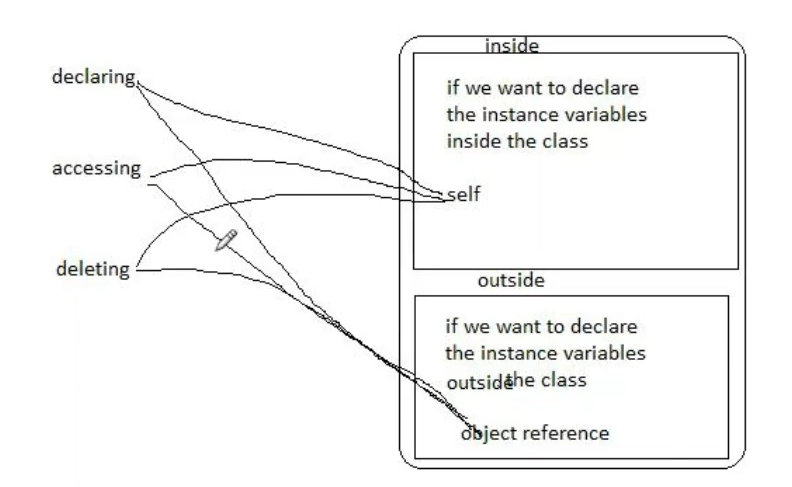 declaring
accessing
deleting
inside
if we want to declare
the instance variables
inside the class
self
outside
if we want to declare
the instance variables
outside the class
object reference